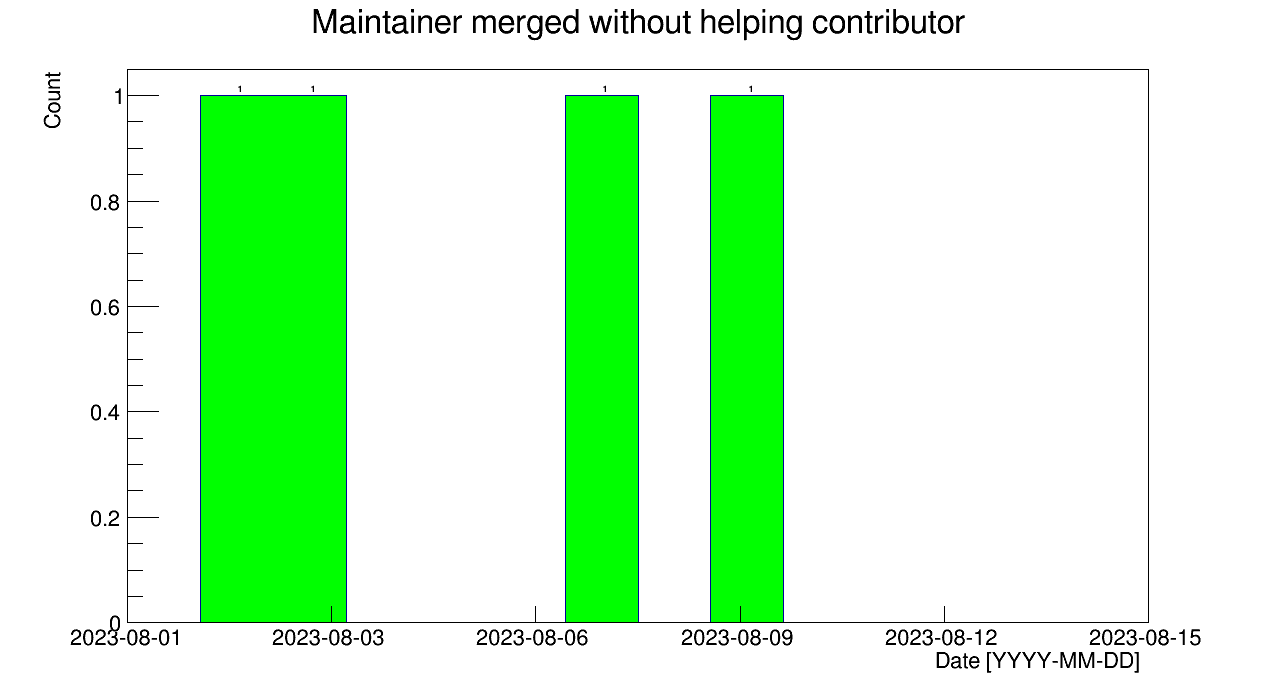 Maintainer merged without helping contributor
Count
1 1 1 1
1
0.8
0.6
0.4
0.2
0
2023-08-01 2023-08-03 2023-08-06 2023-08-09 2023-08-12 2023-08-15
Date [YYYY-MM-DD]